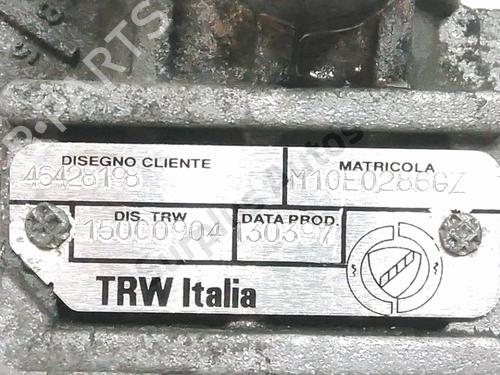 DISEGNO CLIENTE
MATRICOLA
46428198
M10E0286GZ
DIS. TRW
DATA PROD.
15000904
130397
TRW Italia